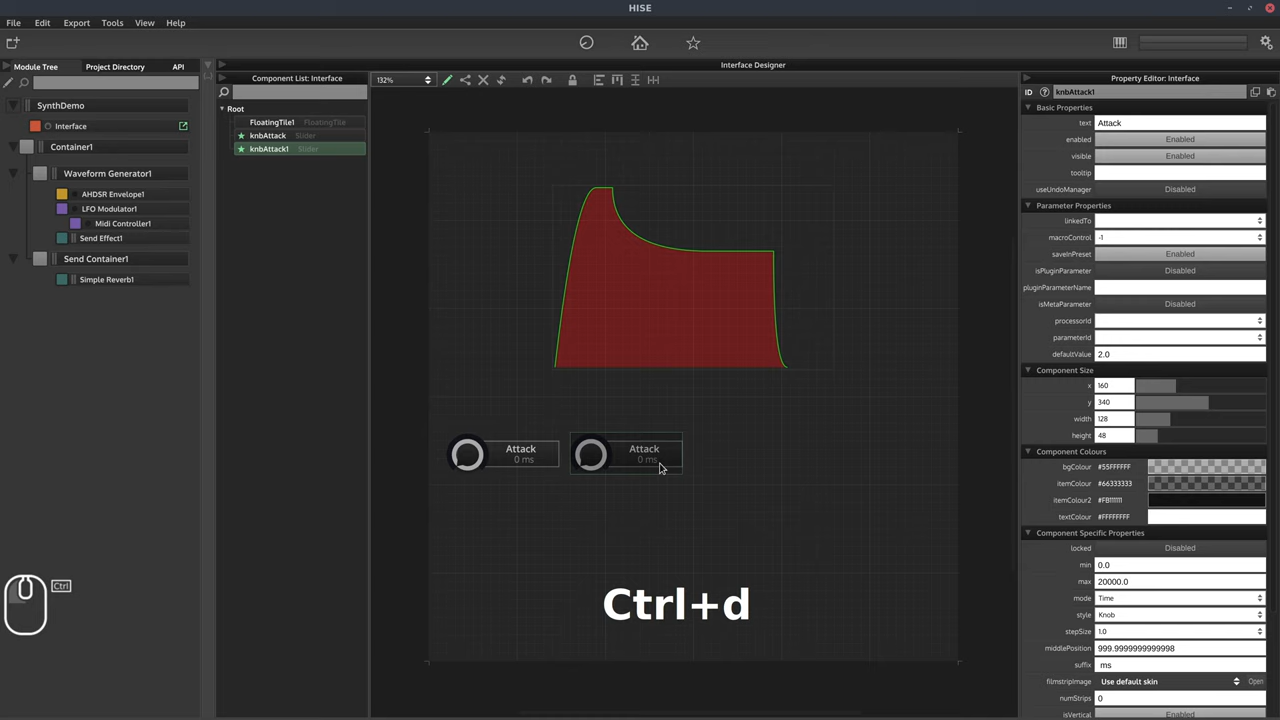 HISE
File Edit Export Tools View Help
Module Tree Project Directory API
SynthDemo
Interface
Container1
Waveform Generator1
AHDSR Envelope1
LFO Modulator1
Midi Controller1
Send Effect1
Send Container1
Simple Reverb1
Ctrl
Component List: Interface
Root
FloatingTile1 FloatingTile
knbAttack Slider
knbAttack1 Slider
Interface Designer
132%
Attack
0 ms
Attack
0 ms
Ctrl+d
Property Editor: Interface
ID knbAttack1
Basic Properties
text Attack
enabled Enabled
visible Enabled
tooltip
useUndoManager Disabled
Parameter Properties
linkedTo
macroControl -1
saveInPreset Enabled
isPluginParameter Disabled
pluginParameterName
isMetaParameter Disabled
processorId
parameterId
defaultValue 2.0
Component Size
x 160
y 340
width 128
height 48
Component Colours
bgColour #55FFFFFF
itemColour #66333333
itemColour2 #FB111111
textColour #FFFFFFFF
Component Specific Properties
locked Disabled
min 0.0
max 20000.0
mode Time
style Knob
stepSize 1.0
middlePosition 999.9999999999998
suffix ms
filmstripImage Use default skin Open
numStrips 0
isVertical Enabled